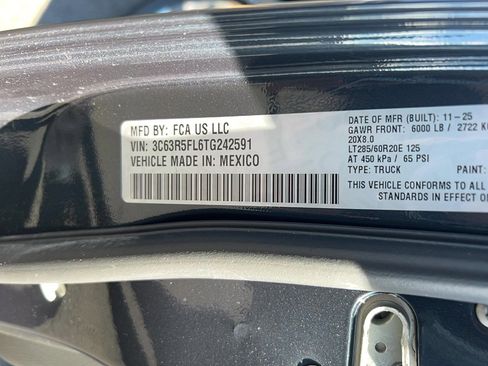 MFD BY: FCA US LLC
VIN: 3C63R5FL6TG242591
VEHICLE MADE IN: MEXICO
DATE OF MFR (BUILT): 11-25
FRONT GAWR: 6000 LB / 2722 K
20X8.0
LT285/60R20E 125
AT 450 kPa / 65 PSI
TYPE: TRUCK PAINT:
THIS VEHICLE CONFORMS TO ALL
STANDARDS IN EFFECT